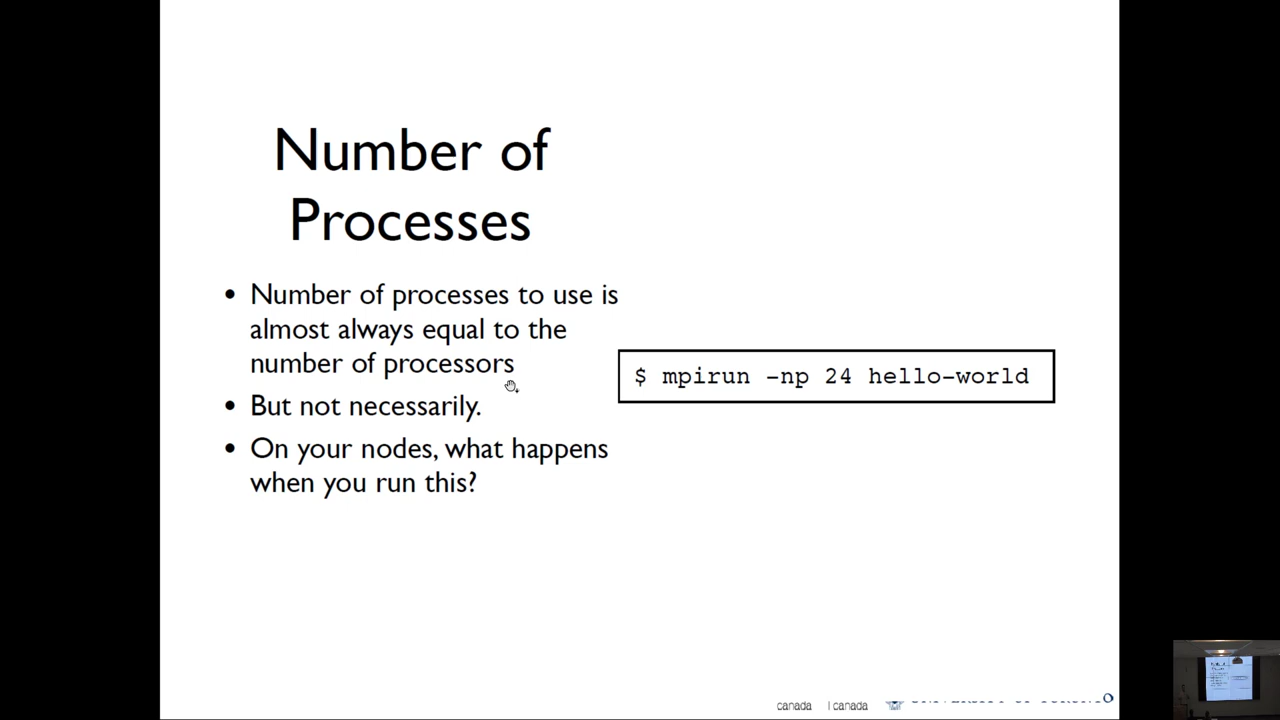 Number of
Processes
• Number of processes to use is
almost always equal to the
number of processors
• But not necessarily.
• On your nodes, what happens
when you run this?
$ mpirun -np 24 hello-world
canada
canada